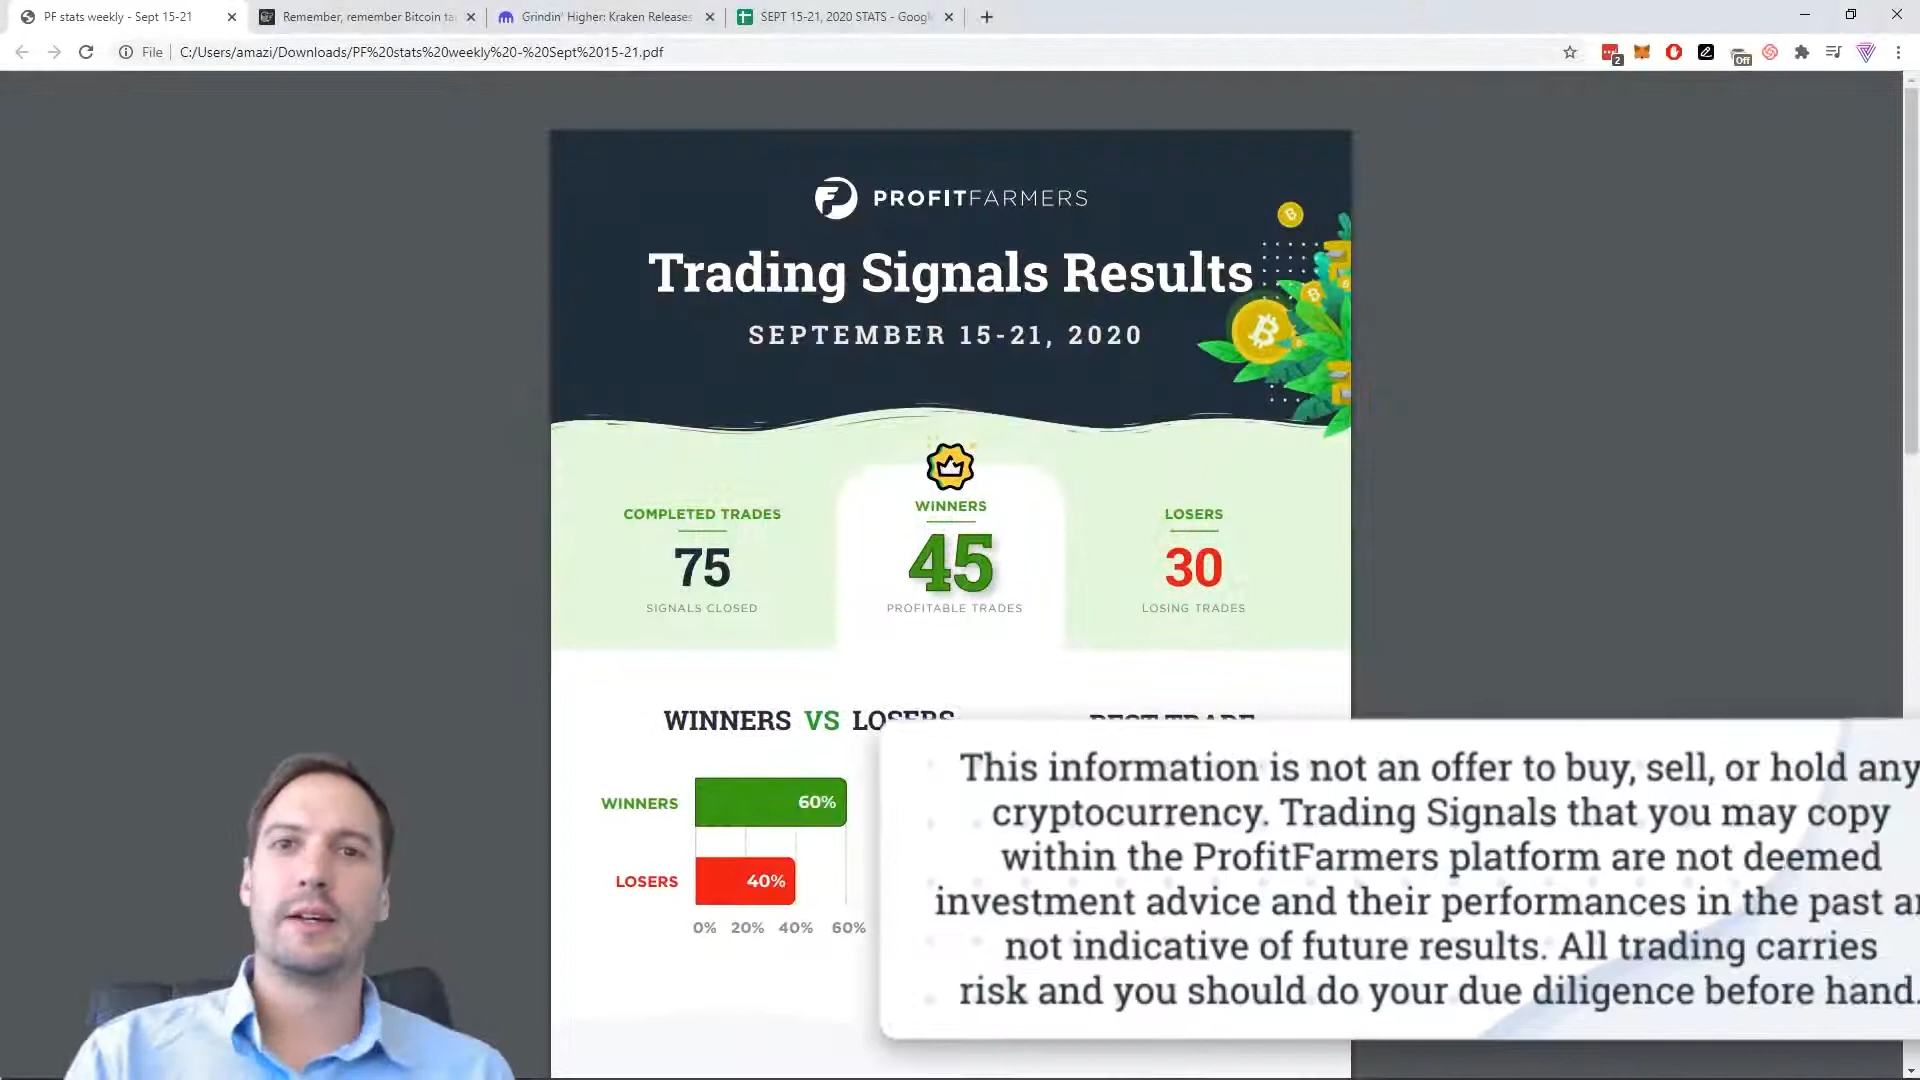 PF stats weekly - Sept 15-21
Remember, remember Bitcoin ta
Grindin' Higher: Kraken Releases
SEPT 15-21, 2020 STATS - Googl
File
C:/Users/amazi/Downloads/PF%20stats%20weekly%20-%20Sept%2015-21.pdf
2
Off
PROFITFARMERS
Trading Signals Results
SEPTEMBER 15-21, 2020
COMPLETED TRADES
75
SIGNALS CLOSED
WINNERS
45
PROFITABLE TRADES
LOSERS
30
LOSING TRADES
WINNERS VS LOSERS
BEST TRADE
WINNERS
60%
LOSERS
40%
0% 20% 40% 60%
This information is not an offer to buy, sell, or hold any
cryptocurrency. Trading Signals that you may copy
within the ProfitFarmers platform are not deemed
investment advice and their performances in the past ar
not indicative of future results. All trading carries
risk and you should do your due diligence before hand.